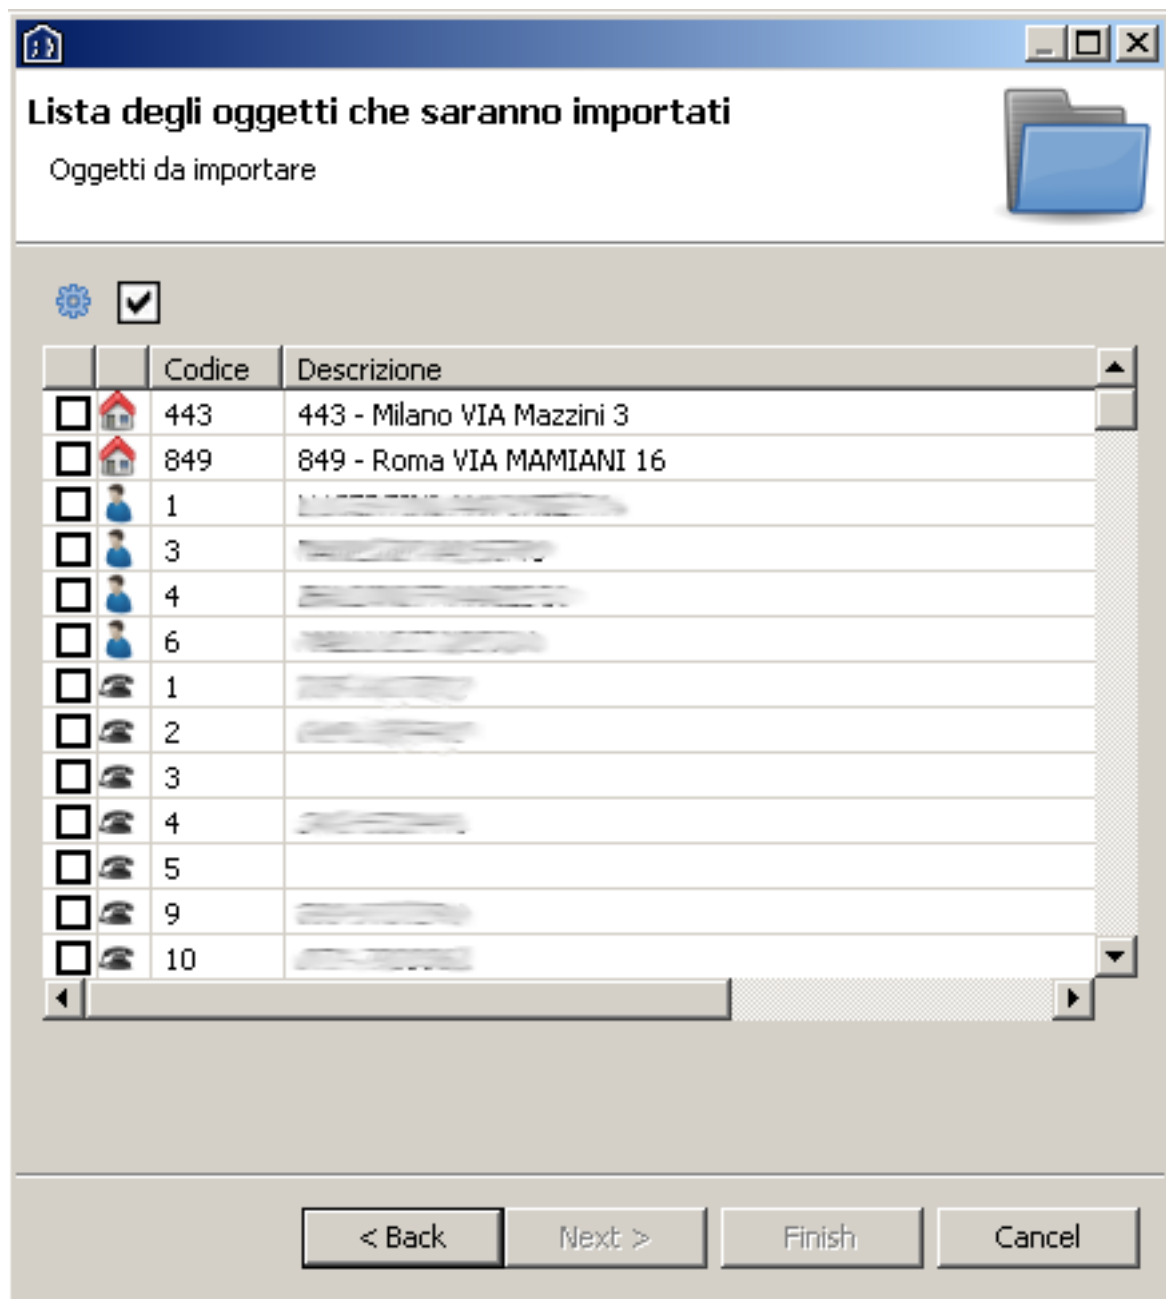 Lista degli oggetti che saranno importati
Oggetti da importare
Codice Descrizione
443 443 - Milano VIA Mazzini 3
849 849 - Roma VIA MAMIANI 16
1
3
4
6
1
2
3
4
5
9
10
< Back Next > Finish Cancel